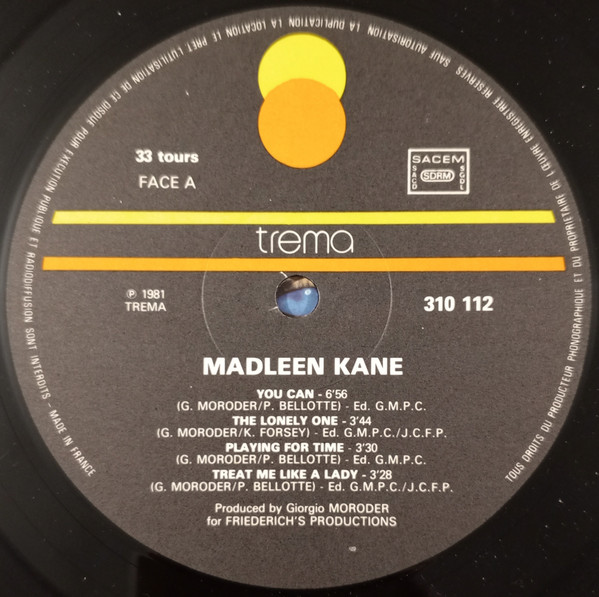 TOUS DROITS DU PRODUCTEUR PHONOGRAPHIQUE ET DU PROPRIETAIRE DE L'ŒUVRE ENREGISTREE RESERVES SAUF AUTORISATION LA DUPLICATION LA LOCATION LE PRET L'UTILISATION DE CE DISQUE POUR EXECUTION PUBLIQUE ET RADIODIFFUSION SONT INTERDITS - MADE IN FRANCE
33 tours
FACE A
SACEM
SACD SDRM SGDL
trema
℗ 1981
TREMA
310 112
MADLEEN KANE
YOU CAN - 6'56
(G. MORODER/P. BELLOTTE) - Ed. G.M.P.C.
THE LONELY ONE - 3'44
(G. MORODER/K. FORSEY) - Ed. G.M.P.C./J.C.F.P.
PLAYING FOR TIME - 3'30
(G. MORODER/P. BELLOTTE) - Ed. G.M.P.C.
TREAT ME LIKE A LADY - 3'28
(G. MORODER/P. BELLOTTE) - Ed. G.M.P.C./J.C.F.P.
Produced by Giorgio MORODER
for FRIEDERICH'S PRODUCTIONS